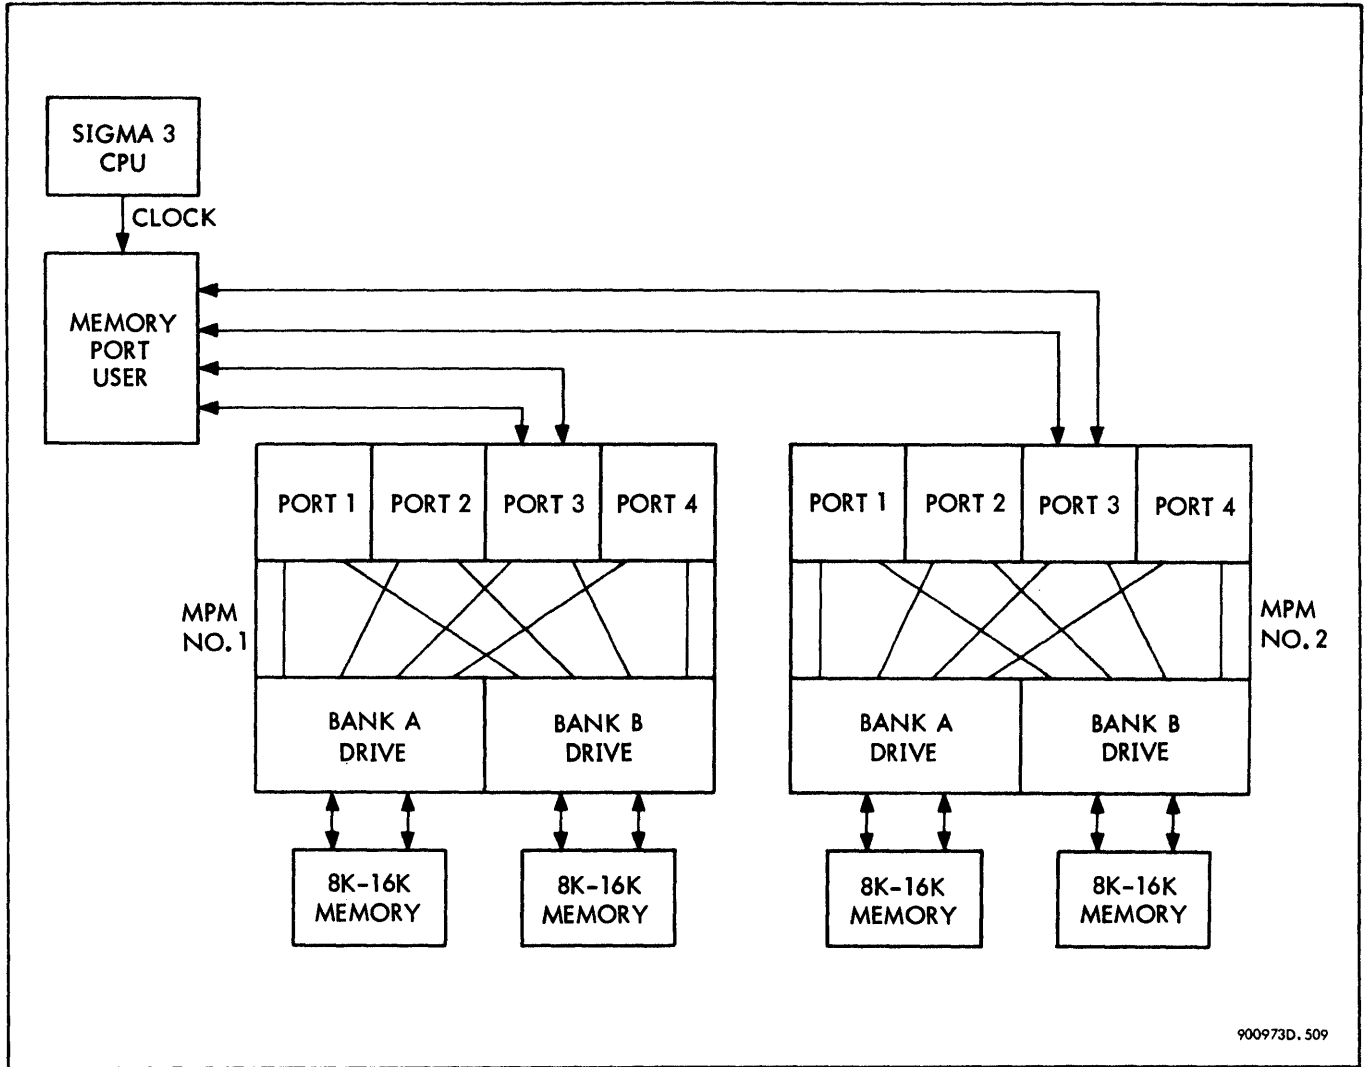 SIGMA 3
CPU
CLOCK
MEMORY
PORT
USER
PORT 1
PORT 2
PORT 3
PORT 4
PORT 1
PORT 2
PORT 3
PORT 4
MPM
NO. 1
MPM
NO. 2
BANK A
DRIVE
BANK B
DRIVE
BANK A
DRIVE
BANK B
DRIVE
8K-16K
MEMORY
8K-16K
MEMORY
8K-16K
MEMORY
8K-16K
MEMORY
900973D. 509